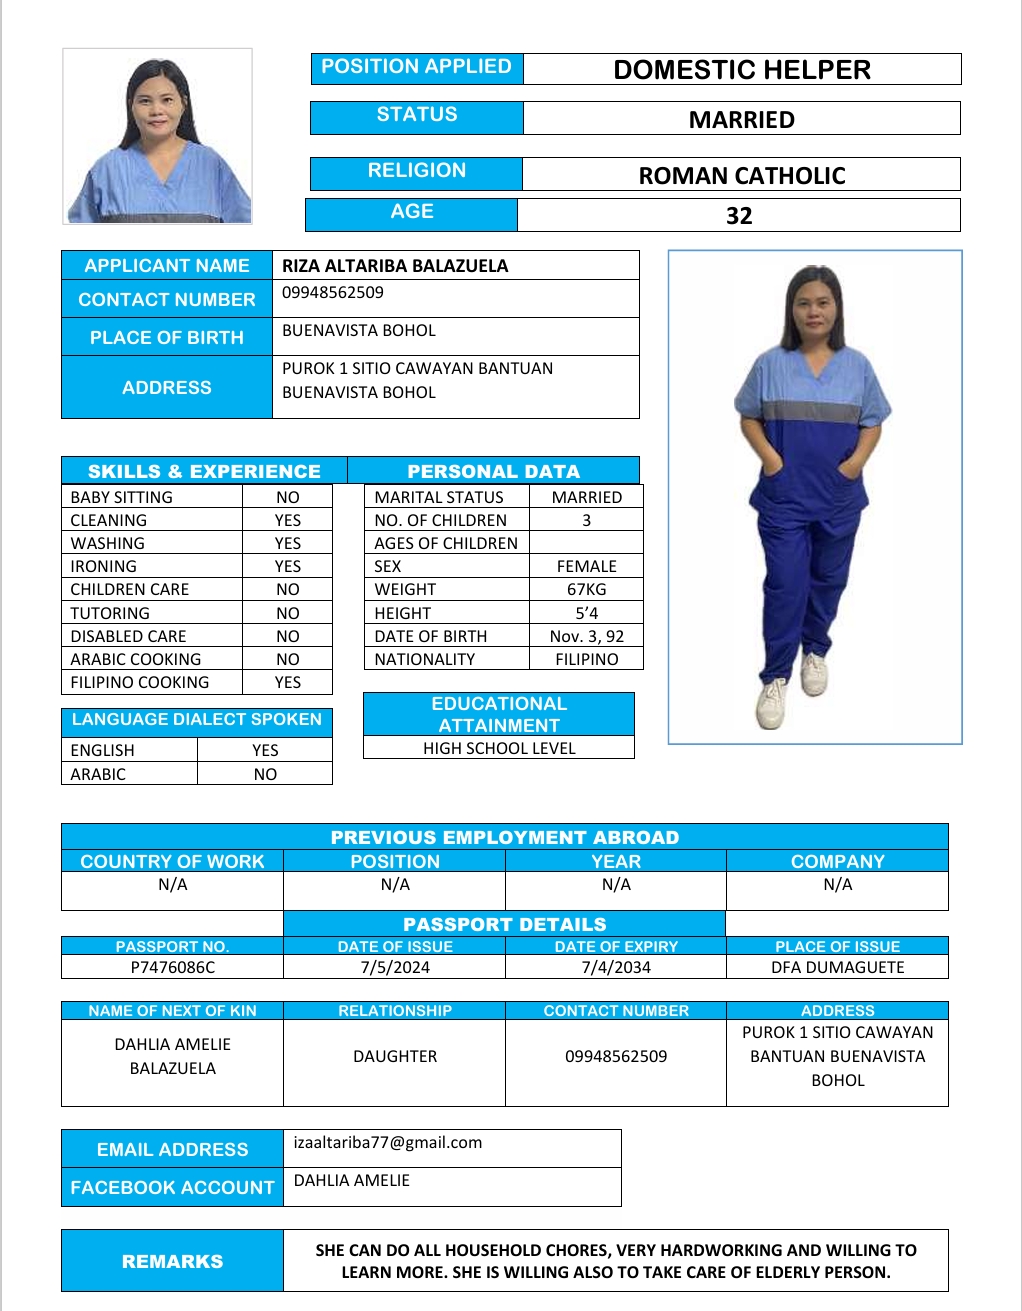 POSITION APPLIED DOMESTIC HELPER
STATUS MARRIED
RELIGION ROMAN CATHOLIC
AGE 32
APPLICANT NAME RIZA ALTARIBA BALAZUELA
CONTACT NUMBER 09948562509
PLACE OF BIRTH BUENAVISTA BOHOL
ADDRESS PUROK 1 SITIO CAWAYAN BANTUAN
BUENAVISTA BOHOL
SKILLS & EXPERIENCE
BABY SITTING NO
CLEANING YES
WASHING YES
IRONING YES
CHILDREN CARE NO
TUTORING NO
DISABLED CARE NO
ARABIC COOKING NO
FILIPINO COOKING YES
PERSONAL DATA
MARITAL STATUS MARRIED
NO. OF CHILDREN 3
AGES OF CHILDREN
SEX FEMALE
WEIGHT 67KG
HEIGHT 5’4
DATE OF BIRTH Nov. 3, 92
NATIONALITY FILIPINO
LANGUAGE DIALECT SPOKEN
ENGLISH YES
ARABIC NO
EDUCATIONAL
ATTAINMENT
HIGH SCHOOL LEVEL
PREVIOUS EMPLOYMENT ABROAD
COUNTRY OF WORK POSITION YEAR COMPANY
N/A N/A N/A N/A
PASSPORT DETAILS
PASSPORT NO. DATE OF ISSUE DATE OF EXPIRY PLACE OF ISSUE
P7476086C 7/5/2024 7/4/2034 DFA DUMAGUETE
NAME OF NEXT OF KIN RELATIONSHIP CONTACT NUMBER ADDRESS
DAHLIA AMELIE
BALAZUELA
DAUGHTER
09948562509
PUROK 1 SITIO CAWAYAN
BANTUAN BUENAVISTA
BOHOL
EMAIL ADDRESS izaaltariba77@gmail.com
FACEBOOK ACCOUNT DAHLIA AMELIE
REMARKS
SHE CAN DO ALL HOUSEHOLD CHORES, VERY HARDWORKING AND WILLING TO
LEARN MORE. SHE IS WILLING ALSO TO TAKE CARE OF ELDERLY PERSON.